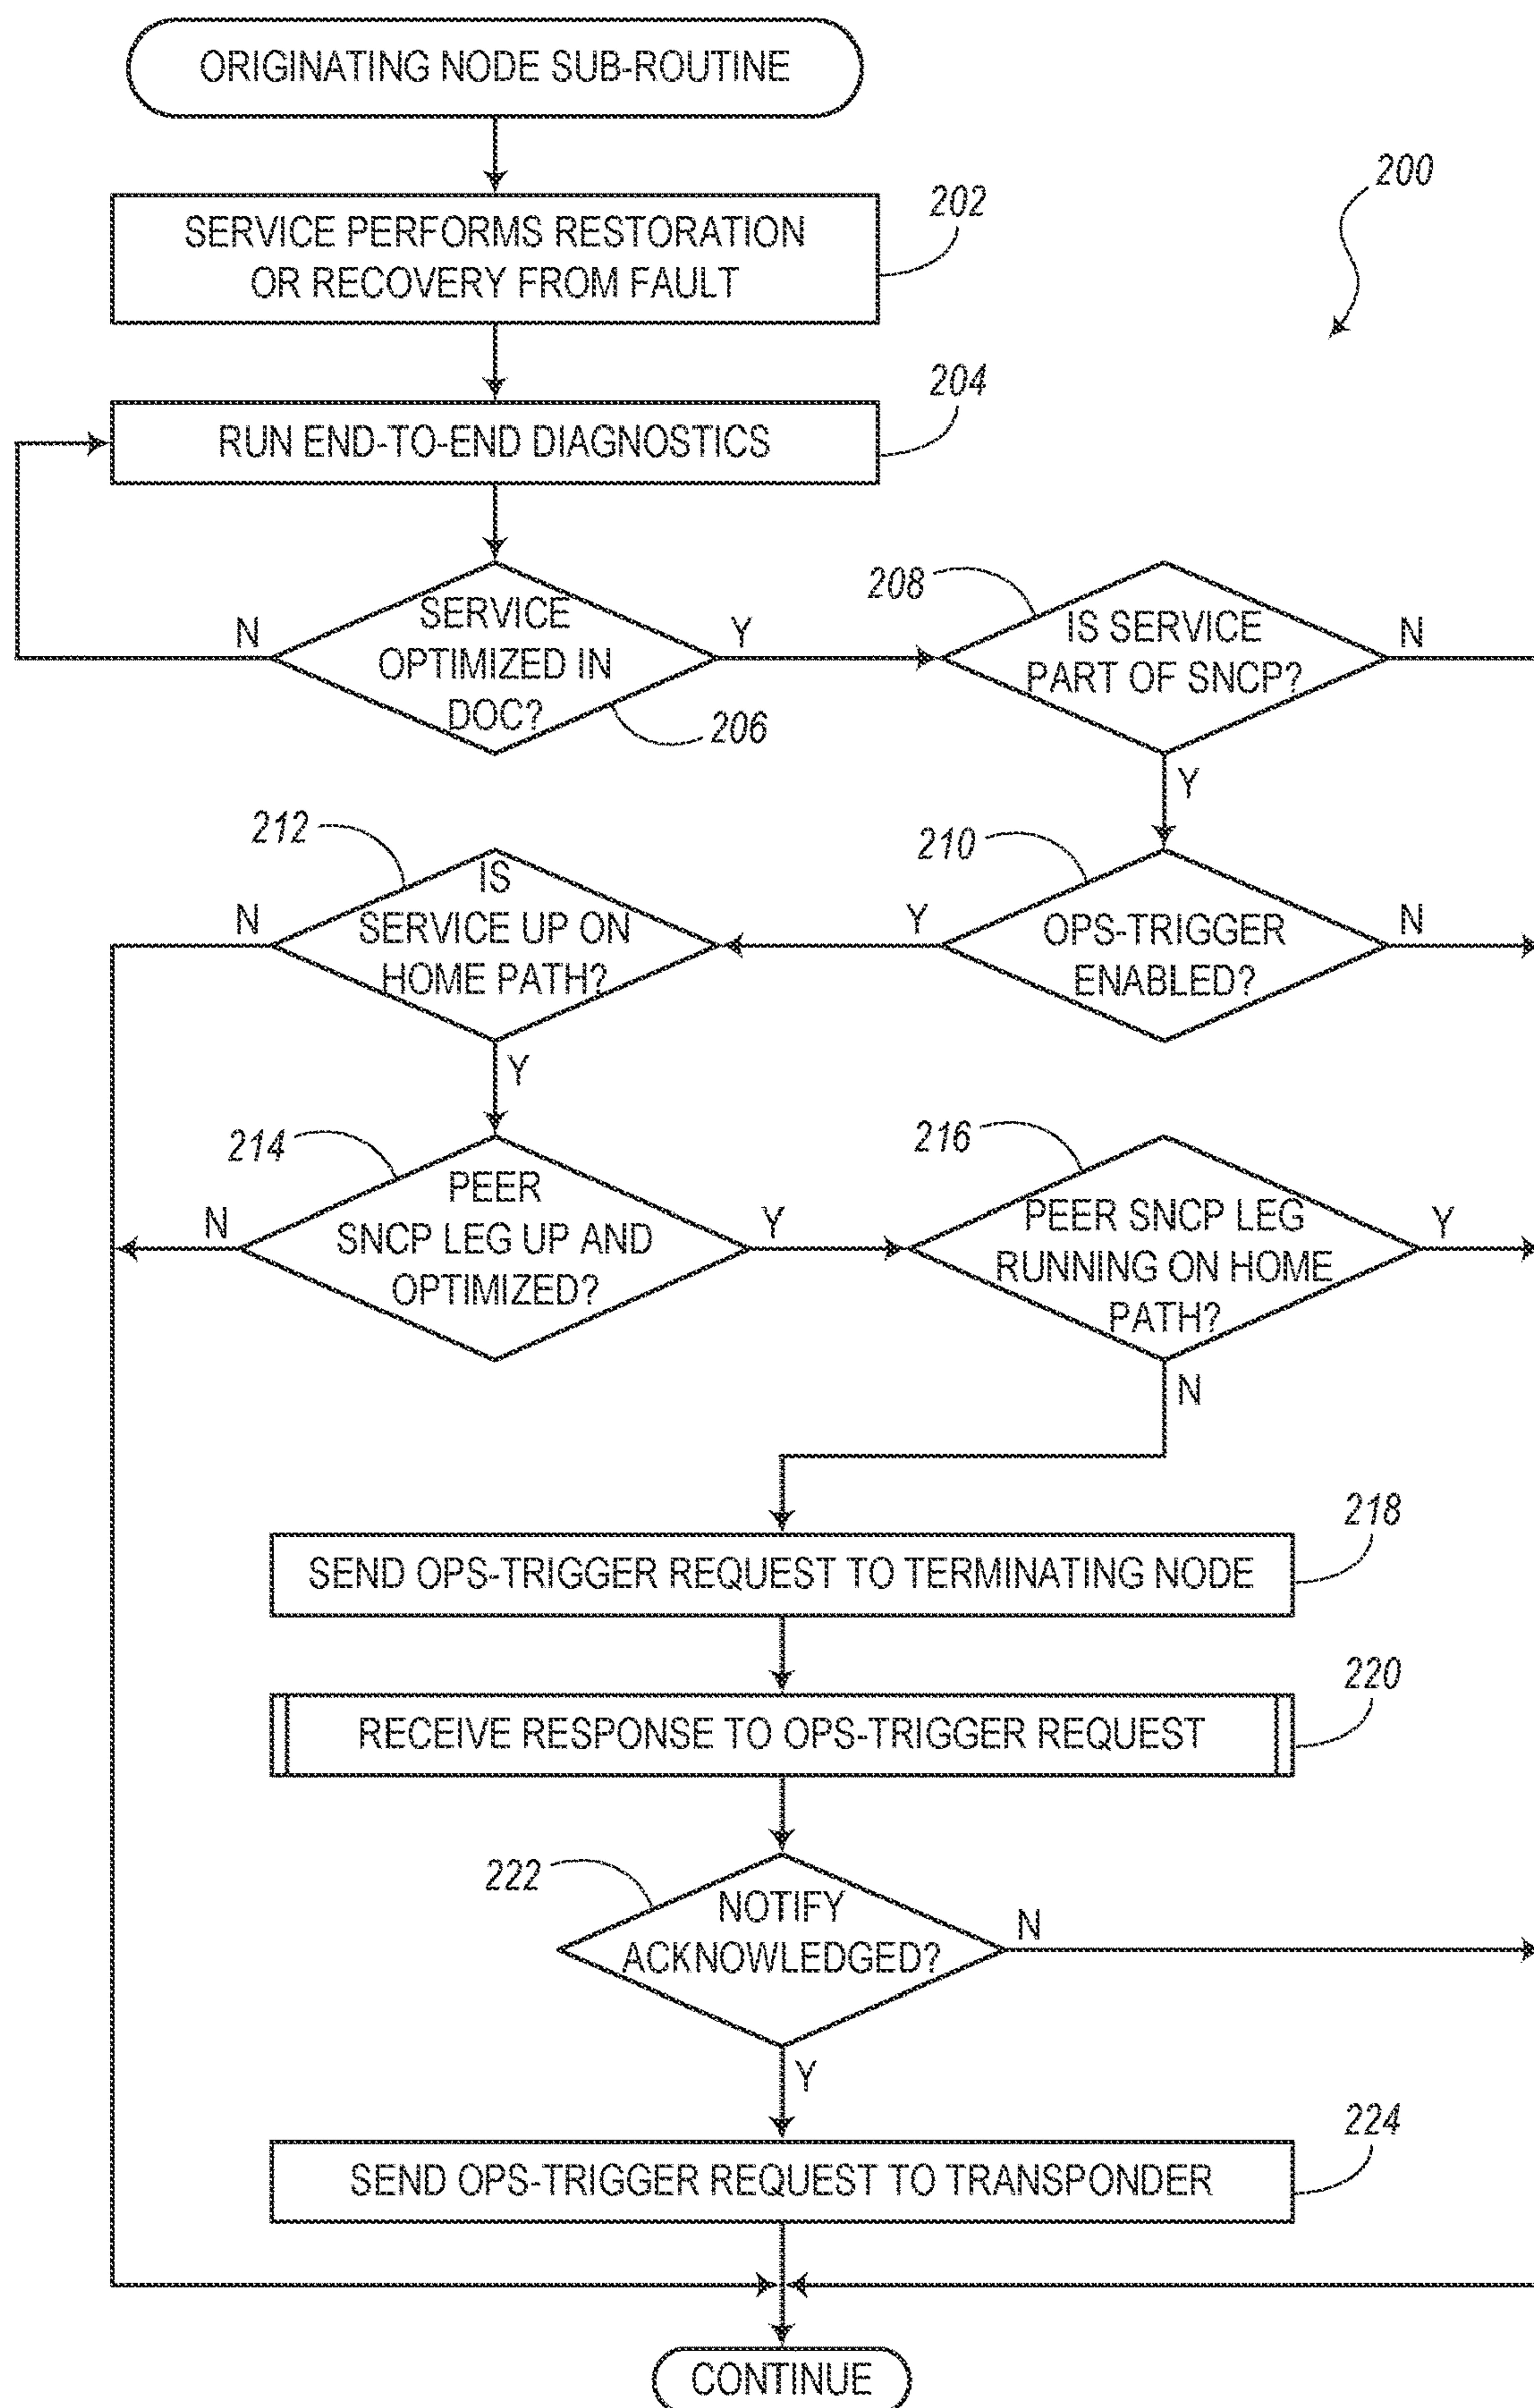 ORIGINATING NODE SUB-ROUTINE
200
202
SERVICE PERFORMS RESTORATION
OR RECOVERY FROM FAULT
204
RUN END-TO-END DIAGNOSTICS
N
SERVICE
OPTIMIZED IN
DOC?
Y
206
208
IS SERVICE
PART OF SNCP?
N
Y
212
IS
SERVICE UP ON
HOME PATH?
N
Y
210
OPS-TRIGGER
ENABLED?
Y
N
214
PEER
SNCP LEG UP AND
OPTIMIZED?
N
Y
216
PEER SNCP LEG
RUNNING ON HOME
PATH?
Y
N
218
SEND OPS-TRIGGER REQUEST TO TERMINATING NODE
220
RECEIVE RESPONSE TO OPS-TRIGGER REQUEST
222
NOTIFY
ACKNOWLEDGED?
N
Y
224
SEND OPS-TRIGGER REQUEST TO TRANSPONDER
CONTINUE